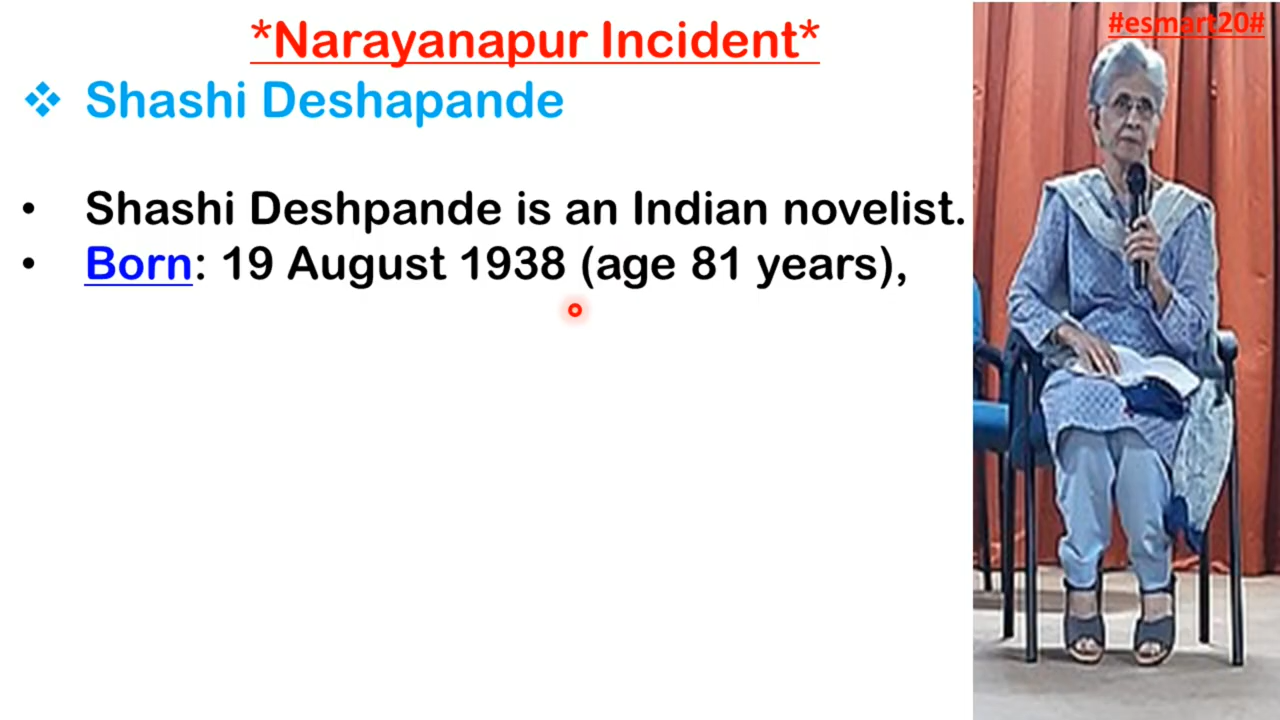 *Narayanapur Incident*
#esmart20#
❖ Shashi Deshapande
• Shashi Deshpande is an Indian novelist.
• Born: 19 August 1938 (age 81 years),